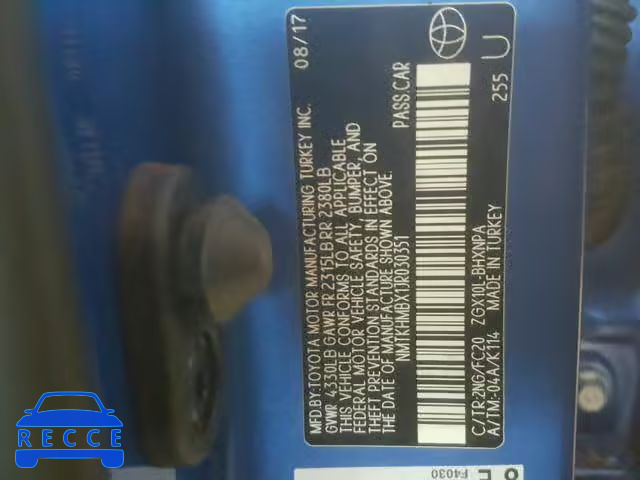 MFD.BY:TOYOTA MOTOR MANUFACTURING TURKEY INC. 08/17
GVWR 4330LB GAWR FR 2315LB RR 2380LB
THIS VEHICLE CONFORMS TO ALL APPLICABLE
FEDERAL MOTOR VEHICLE SAFETY, BUMPER, AND
THEFT PREVENTION STANDARDS IN EFFECT ON
THE DATE OF MANUFACTURE SHOWN ABOVE.
NMTKHMBX1JR030351 PASS.CAR
C/TR:2NG/FC20 ZGX10L-BHXNPA 255 U
A/TM:-04A/K114 MADE IN TURKEY
F4030
RECCE